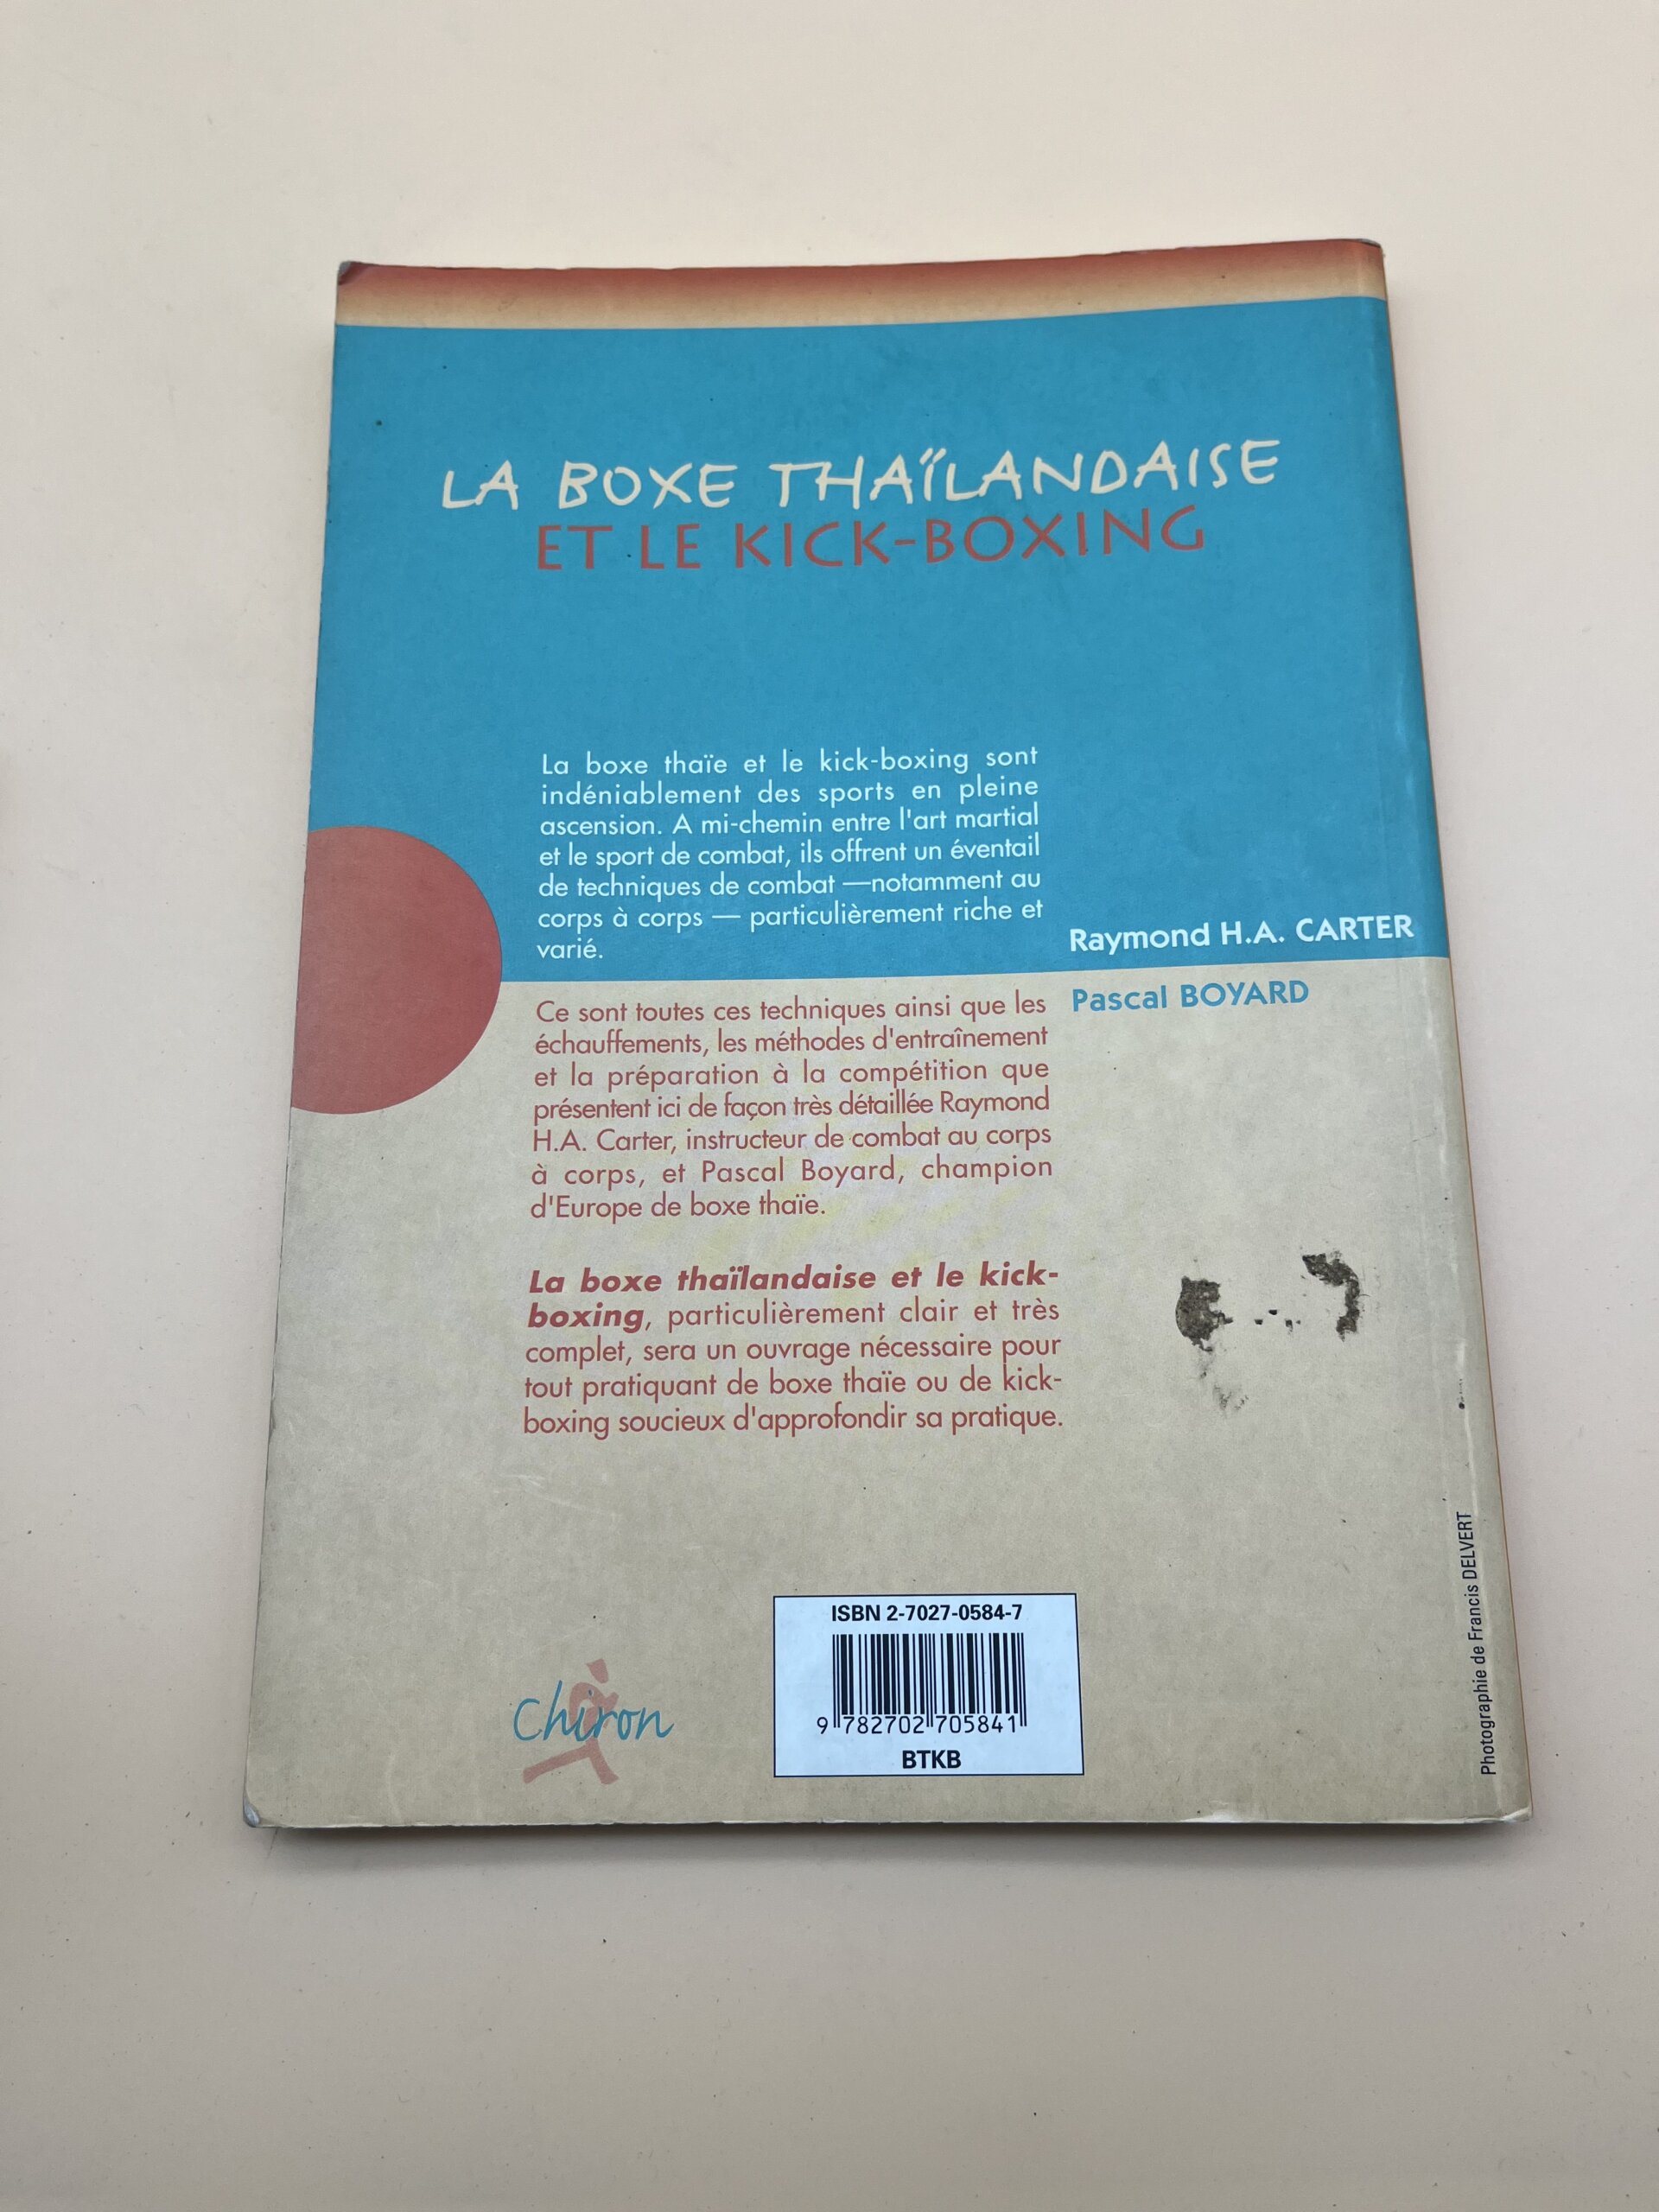 LA BOXE THAÏLANDAISE
ET LE KICK-BOXING
La boxe thaïe et le kick-boxing sont
indéniablement des sports en pleine
ascension. A mi-chemin entre l'art martial
et le sport de combat, ils offrent un éventail
de techniques de combat —notamment au
corps à corps — particulièrement riche et
varié.
Raymond H.A. CARTER
Pascal BOYARD
Ce sont toutes ces techniques ainsi que les
échauffements, les méthodes d'entraînement
et la préparation à la compétition que
présentent ici de façon très détaillée Raymond
H.A. Carter, instructeur de combat au corps
à corps, et Pascal Boyard, champion
d'Europe de boxe thaïe.
La boxe thaïlandaise et le kick-
boxing, particulièrement clair et très
complet, sera un ouvrage nécessaire pour
tout pratiquant de boxe thaïe ou de kick-
boxing soucieux d'approfondir sa pratique.
Photographie de Francis DELVERT
chiron
ISBN 2-7027-0584-7
9 782702 705841
BTKB